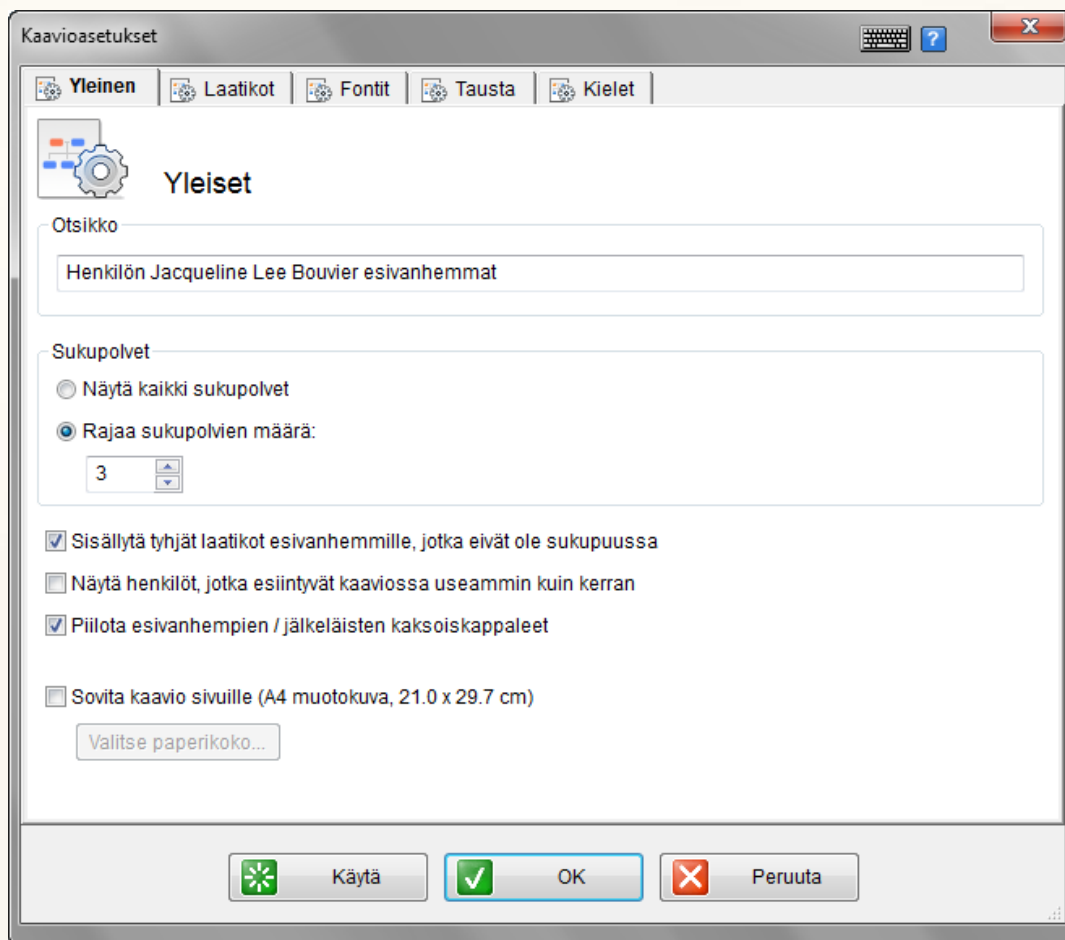 Kaavioasetukset
?
X
Yleinen Laatikot Fontit Tausta Kielet
Yleiset
Otsikko
Henkilön Jacqueline Lee Bouvier esivanhemmat
Sukupolvet
Näytä kaikki sukupolvet
Rajaa sukupolvien määrä:
3
Sisällytä tyhjät laatikot esivanhemmille, jotka eivät ole sukupuussa
Näytä henkilöt, jotka esiintyvät kaaviossa useammin kuin kerran
Piilota esivanhempien / jälkeläisten kaksoiskappaleet
Sovita kaavio sivuille (A4 muotokuva, 21.0 x 29.7 cm)
Valitse paperikoko...
Käytä OK Peruuta